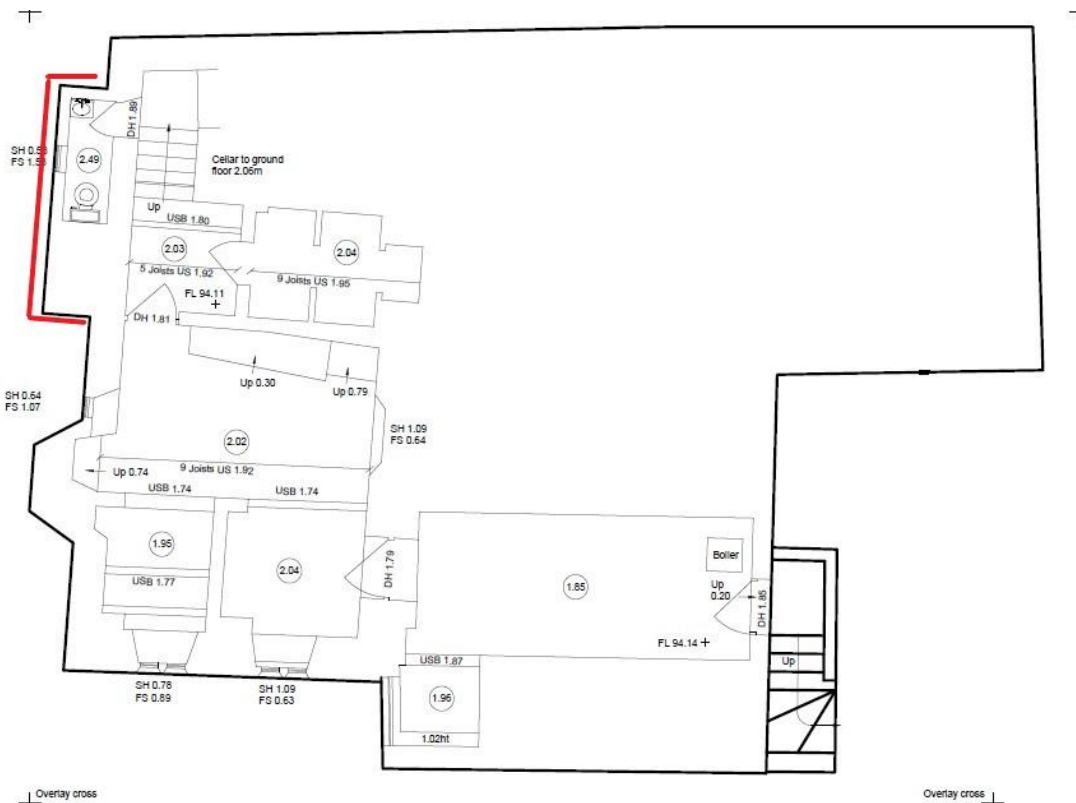 DH 1.89
SH 0.5
FS 1.5
2.49
Cellar to ground
floor 2.06m
Up
USB 1.80
2.03
2.04
5 Joists US 1.92
9 Joists US 1.95
FL 94.11
DH 1.81
Up 0.30
Up 0.79
SH 0.64
FS 1.07
SH 1.09
FS 0.64
2.02
9 Joists US 1.92
Up 0.74
USB 1.74
USB 1.74
1.95
2.04
DH 1.79
Boiler
1.85
Up
0.20
DH 1.85
USB 1.77
FL 94.14
USB 1.87
Up
SH 0.78
FS 0.89
SH 1.09
FS 0.63
1.96
1.02ht
Overlay cross
Overlay cross